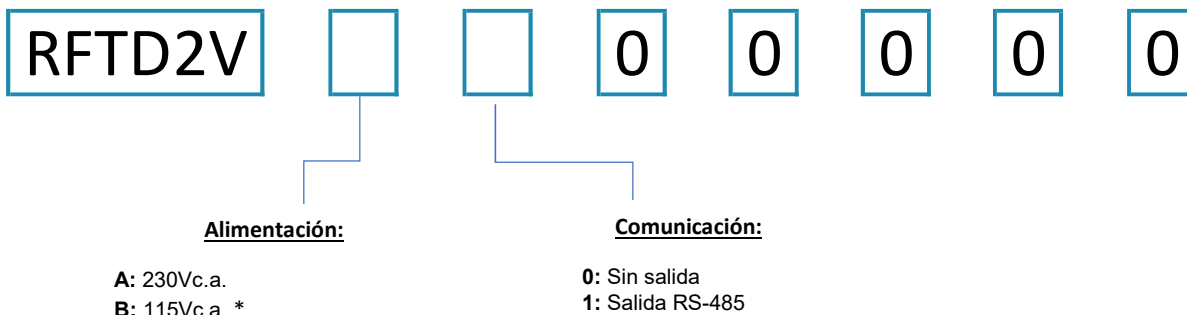 RFTD2V 0 0 0 0 0
Alimentación: Comunicación:
A: 230Vc.a. 0: Sin salida
B: 115Vc.a. * 1: Salida RS-485